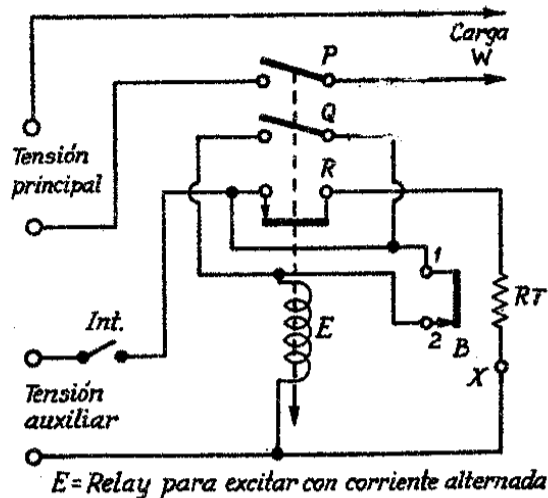 Carga
W
P
Q
Tensión
principal
R
1
RT
Int.
E
2
B
X
Tensión
auxiliar
E = Relay para excitar con corriente alternada